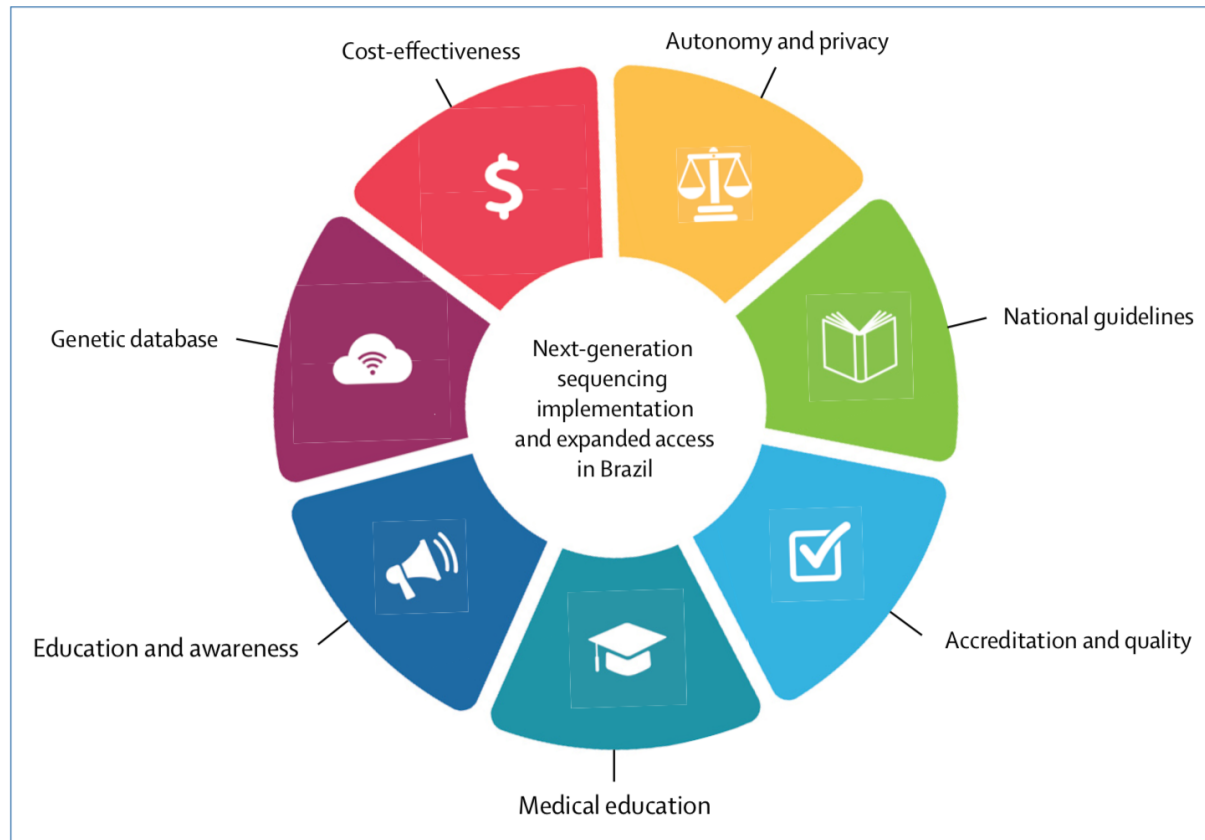 Cost-effectiveness
Autonomy and privacy
National guidelines
Genetic database
Next-generation
sequencing
implementation
and expanded access
in Brazil
Education and awareness
Accreditation and quality
Medical education
$